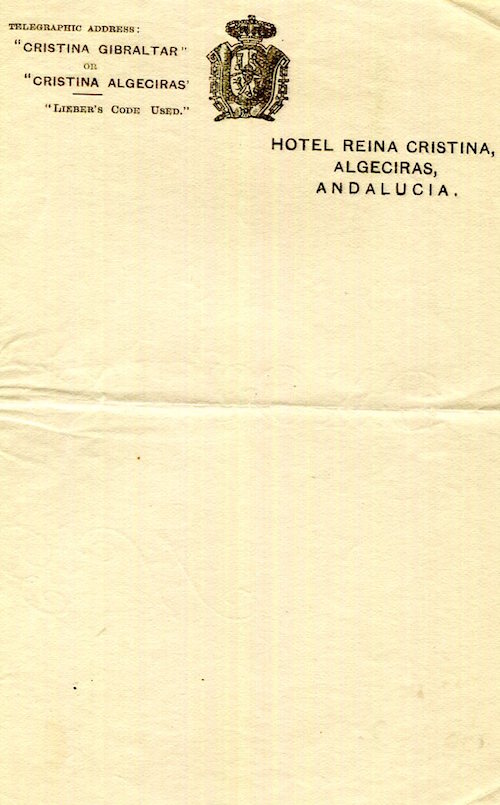 TELEGRAPHIC ADDRESS:
"CRISTINA GIBRALTAR"
OR
"CRISTINA ALGECIRAS'
"LIEBER'S CODE USED."
HOTEL REINA CRISTINA,
ALGECIRAS,
ANDALUCIA.